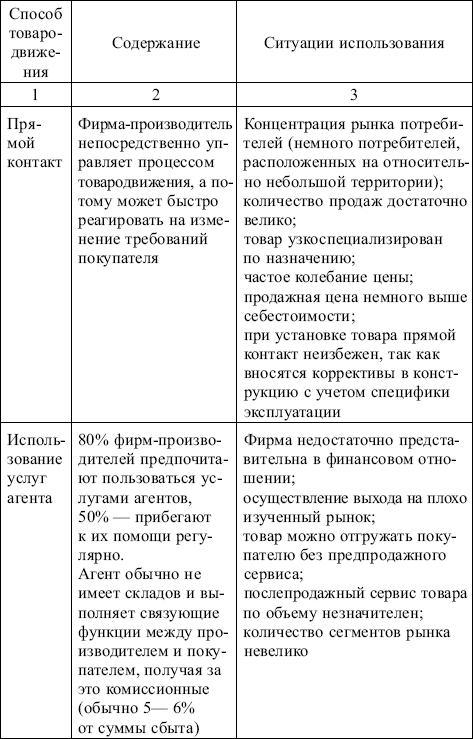 Способ
товаро-
движе-
ния
Содержание
Ситуации использования
1
2
3
Пря-
мой
контакт
Фирма-производитель
непосредственно уп-
равляет процессом
товародвижения, а по-
тому может быстро
реагировать на изме-
нение требований
покупателя
Концентрация рынка потреби-
телей (немного потребителей,
расположенных на относитель-
но небольшой территории);
количество продаж достаточно
велико;
товар узкоспециализирован
по назначению;
частое колебание цены;
продажная цена немного выше
себестоимости;
при установке товара прямой
контакт неизбежен, так как
вносятся коррективы в конст-
рукцию с учетом специфики
эксплуатации
Исполь-
зование
услуг
агента
80% фирм-произво-
дителей предпочита-
ют пользоваться ус-
лугами агентов,
50% — прибегают
к их помощи регу-
лярно.
Агент обычно не
имеет складов и вы-
полняет связующие
функции между про-
изводителем и поку-
пателем, получая за
это комиссионные
(обычно 5— 6%
от суммы сбыта)
Фирма недостаточно предста-
вительна в финансовом отно-
шении;
осуществление выхода на плохо
изученный рынок;
товар можно отгружать поку-
пателю без предпродажного
сервиса;
послепродажный сервис товара
по объему незначителен;
количество сегментов рынка
невелико